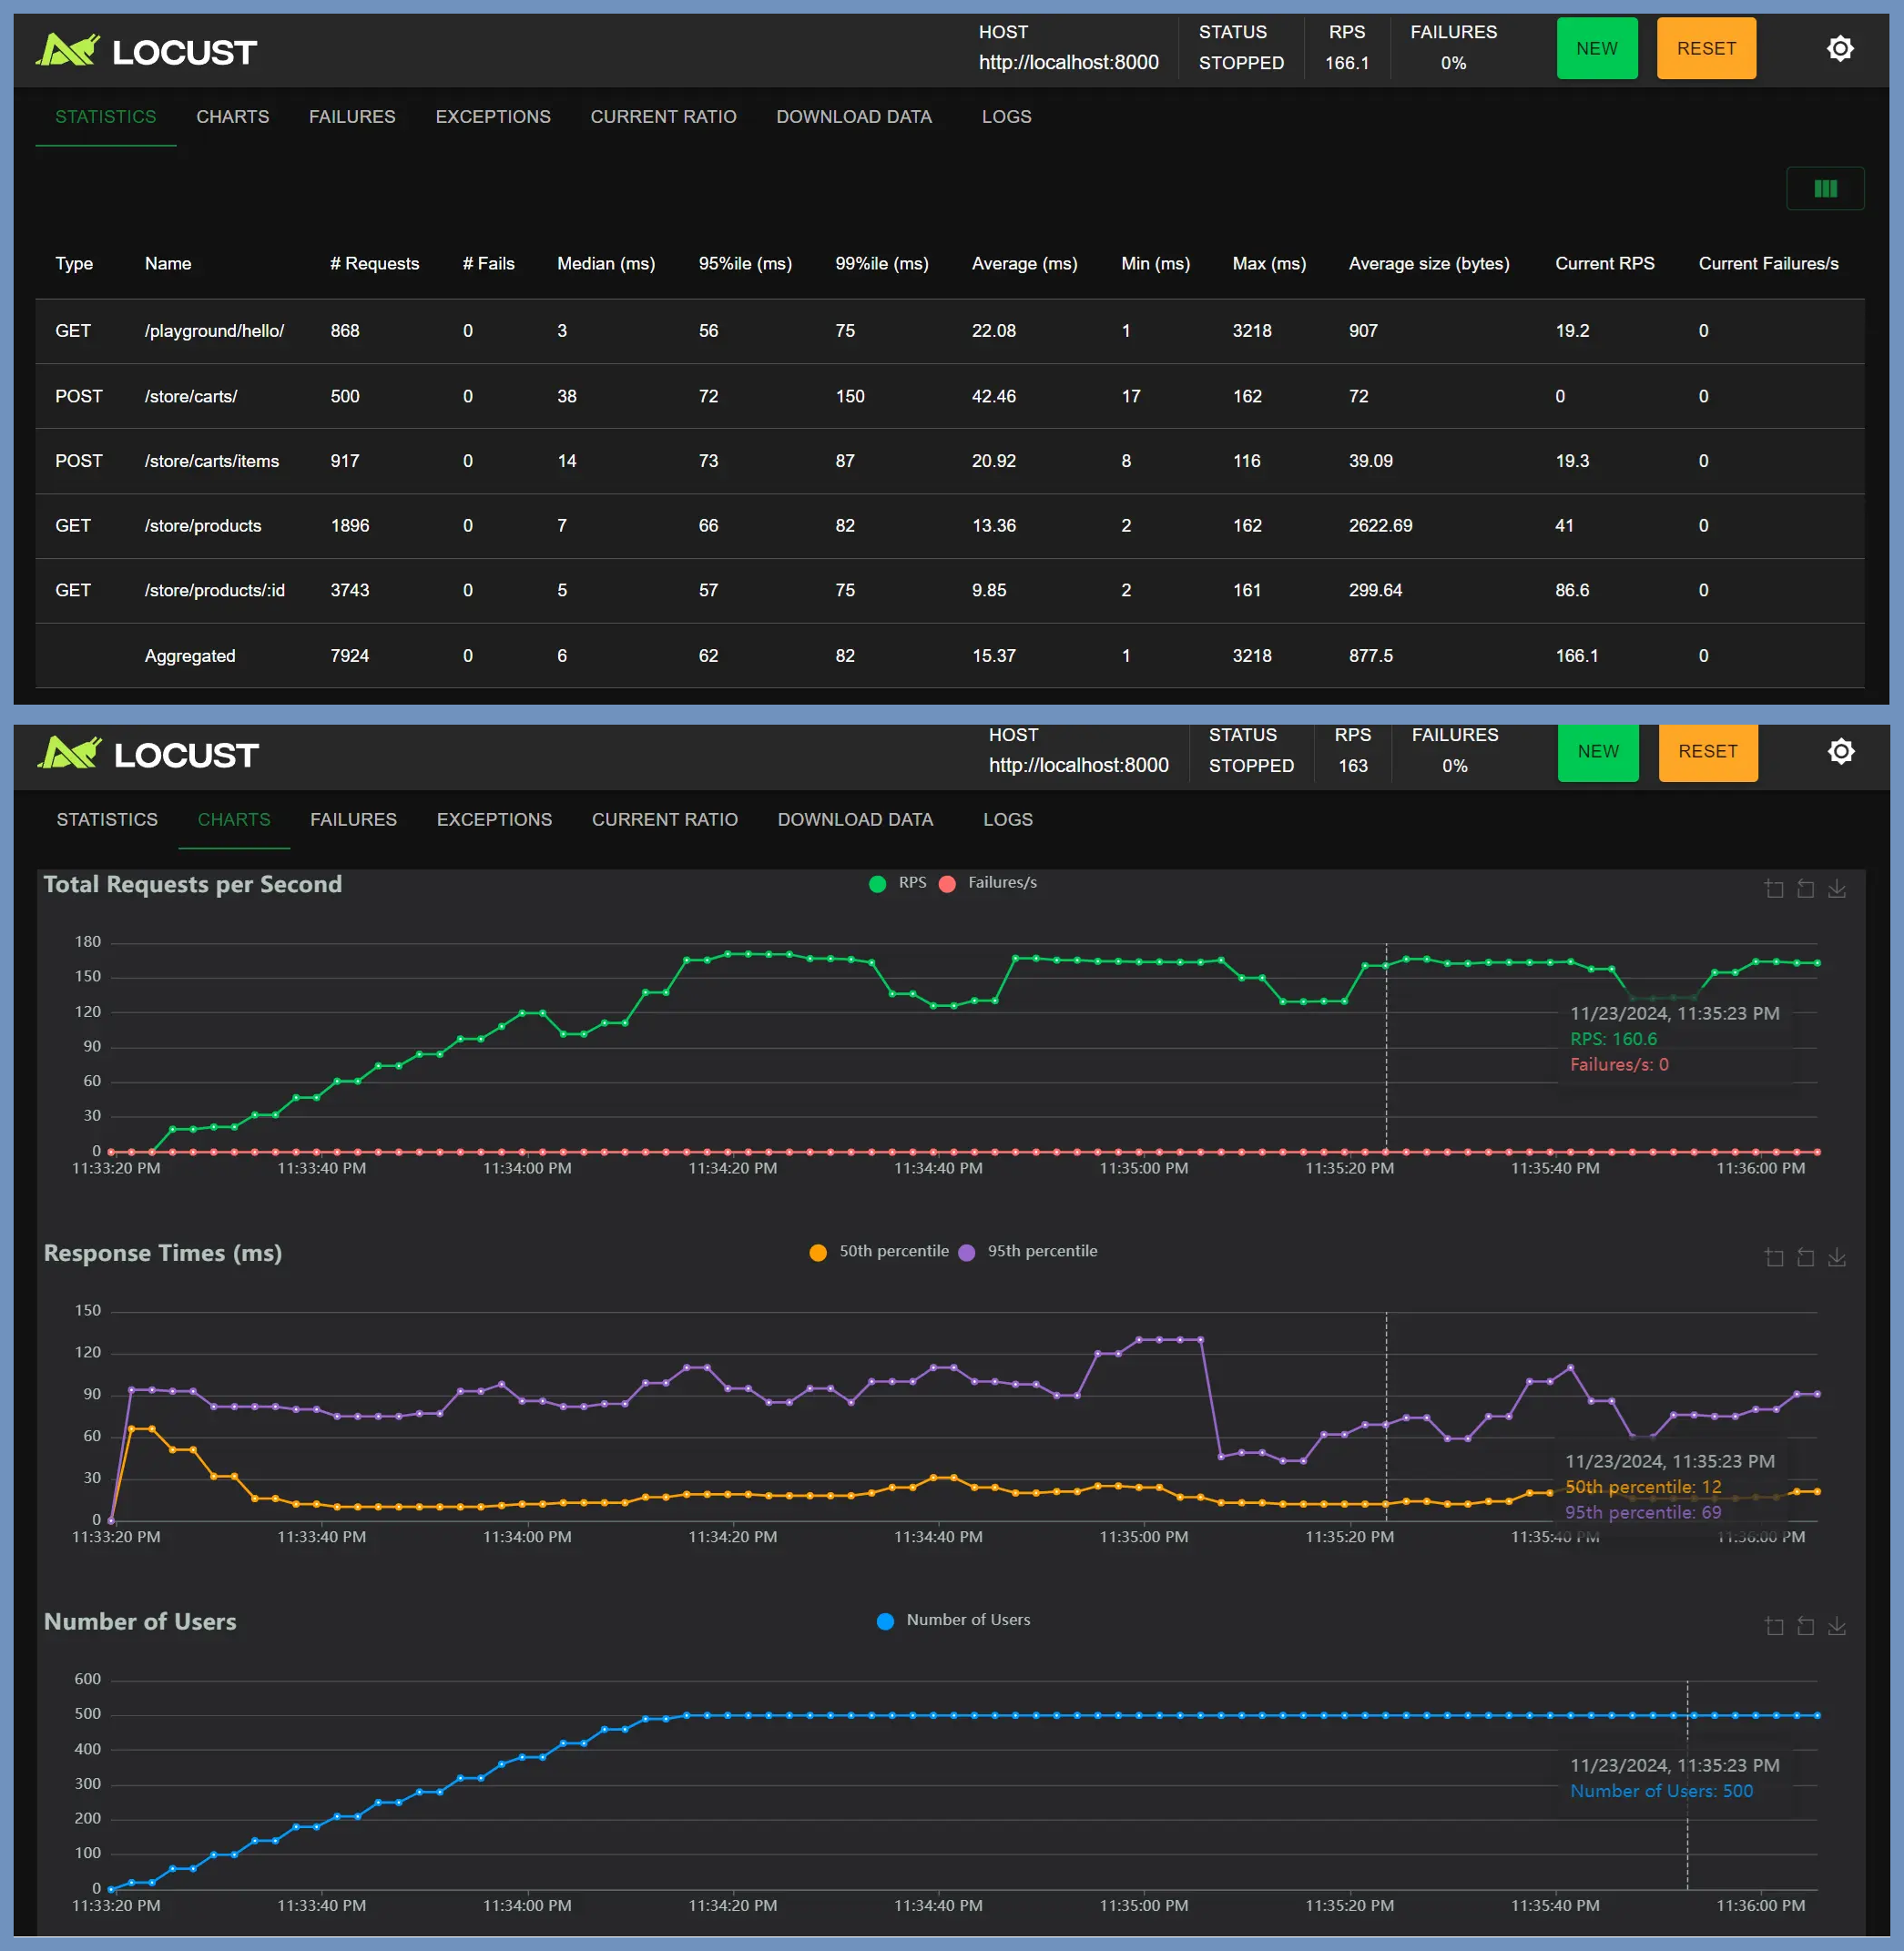 LOCUST
HOST
http://localhost:8000
STATUS
STOPPED
RPS
166.1
FAILURES
0%
NEW
RESET
STATISTICS CHARTS FAILURES EXCEPTIONS CURRENT RATIO DOWNLOAD DATA LOGS
Type Name # Requests # Fails Median (ms) 95%ile (ms) 99%ile (ms) Average (ms) Min (ms) Max (ms) Average size (bytes) Current RPS Current Failures/s
GET /playground/hello/ 868 0 3 56 75 22.08 1 3218 907 19.2 0
POST /store/carts/ 500 0 38 72 150 42.46 17 162 72 0 0
POST /store/carts/items 917 0 14 73 87 20.92 8 116 39.09 19.3 0
GET /store/products 1896 0 7 66 82 13.36 2 162 2622.69 41 0
GET /store/products/:id 3743 0 5 57 75 9.85 2 161 299.64 86.6 0
Aggregated 7924 0 6 62 82 15.37 1 3218 877.5 166.1 0
LOCUST
HOST
http://localhost:8000
STATUS
STOPPED
RPS
163
FAILURES
0%
NEW
RESET
STATISTICS CHARTS FAILURES EXCEPTIONS CURRENT RATIO DOWNLOAD DATA LOGS
Total Requests per Second
RPS Failures/s
180
150
120
90
60
30
0
11/23/2024, 11:35:23 PM
RPS: 160.6
Failures/s: 0
11:33:20 PM 11:33:40 PM 11:34:00 PM 11:34:20 PM 11:34:40 PM 11:35:00 PM 11:35:20 PM 11:35:40 PM 11:36:00 PM
Response Times (ms)
50th percentile 95th percentile
150
120
90
60
30
0
11/23/2024, 11:35:23 PM
50th percentile: 12
95th percentile: 69
11:33:20 PM 11:33:40 PM 11:34:00 PM 11:34:20 PM 11:34:40 PM 11:35:00 PM 11:35:20 PM 11:35:40 PM 11:36:00 PM
Number of Users
Number of Users
600
500
400
300
200
100
0
11/23/2024, 11:35:23 PM
Number of Users: 500
11:33:20 PM 11:33:40 PM 11:34:00 PM 11:34:20 PM 11:34:40 PM 11:35:00 PM 11:35:20 PM 11:35:40 PM 11:36:00 PM